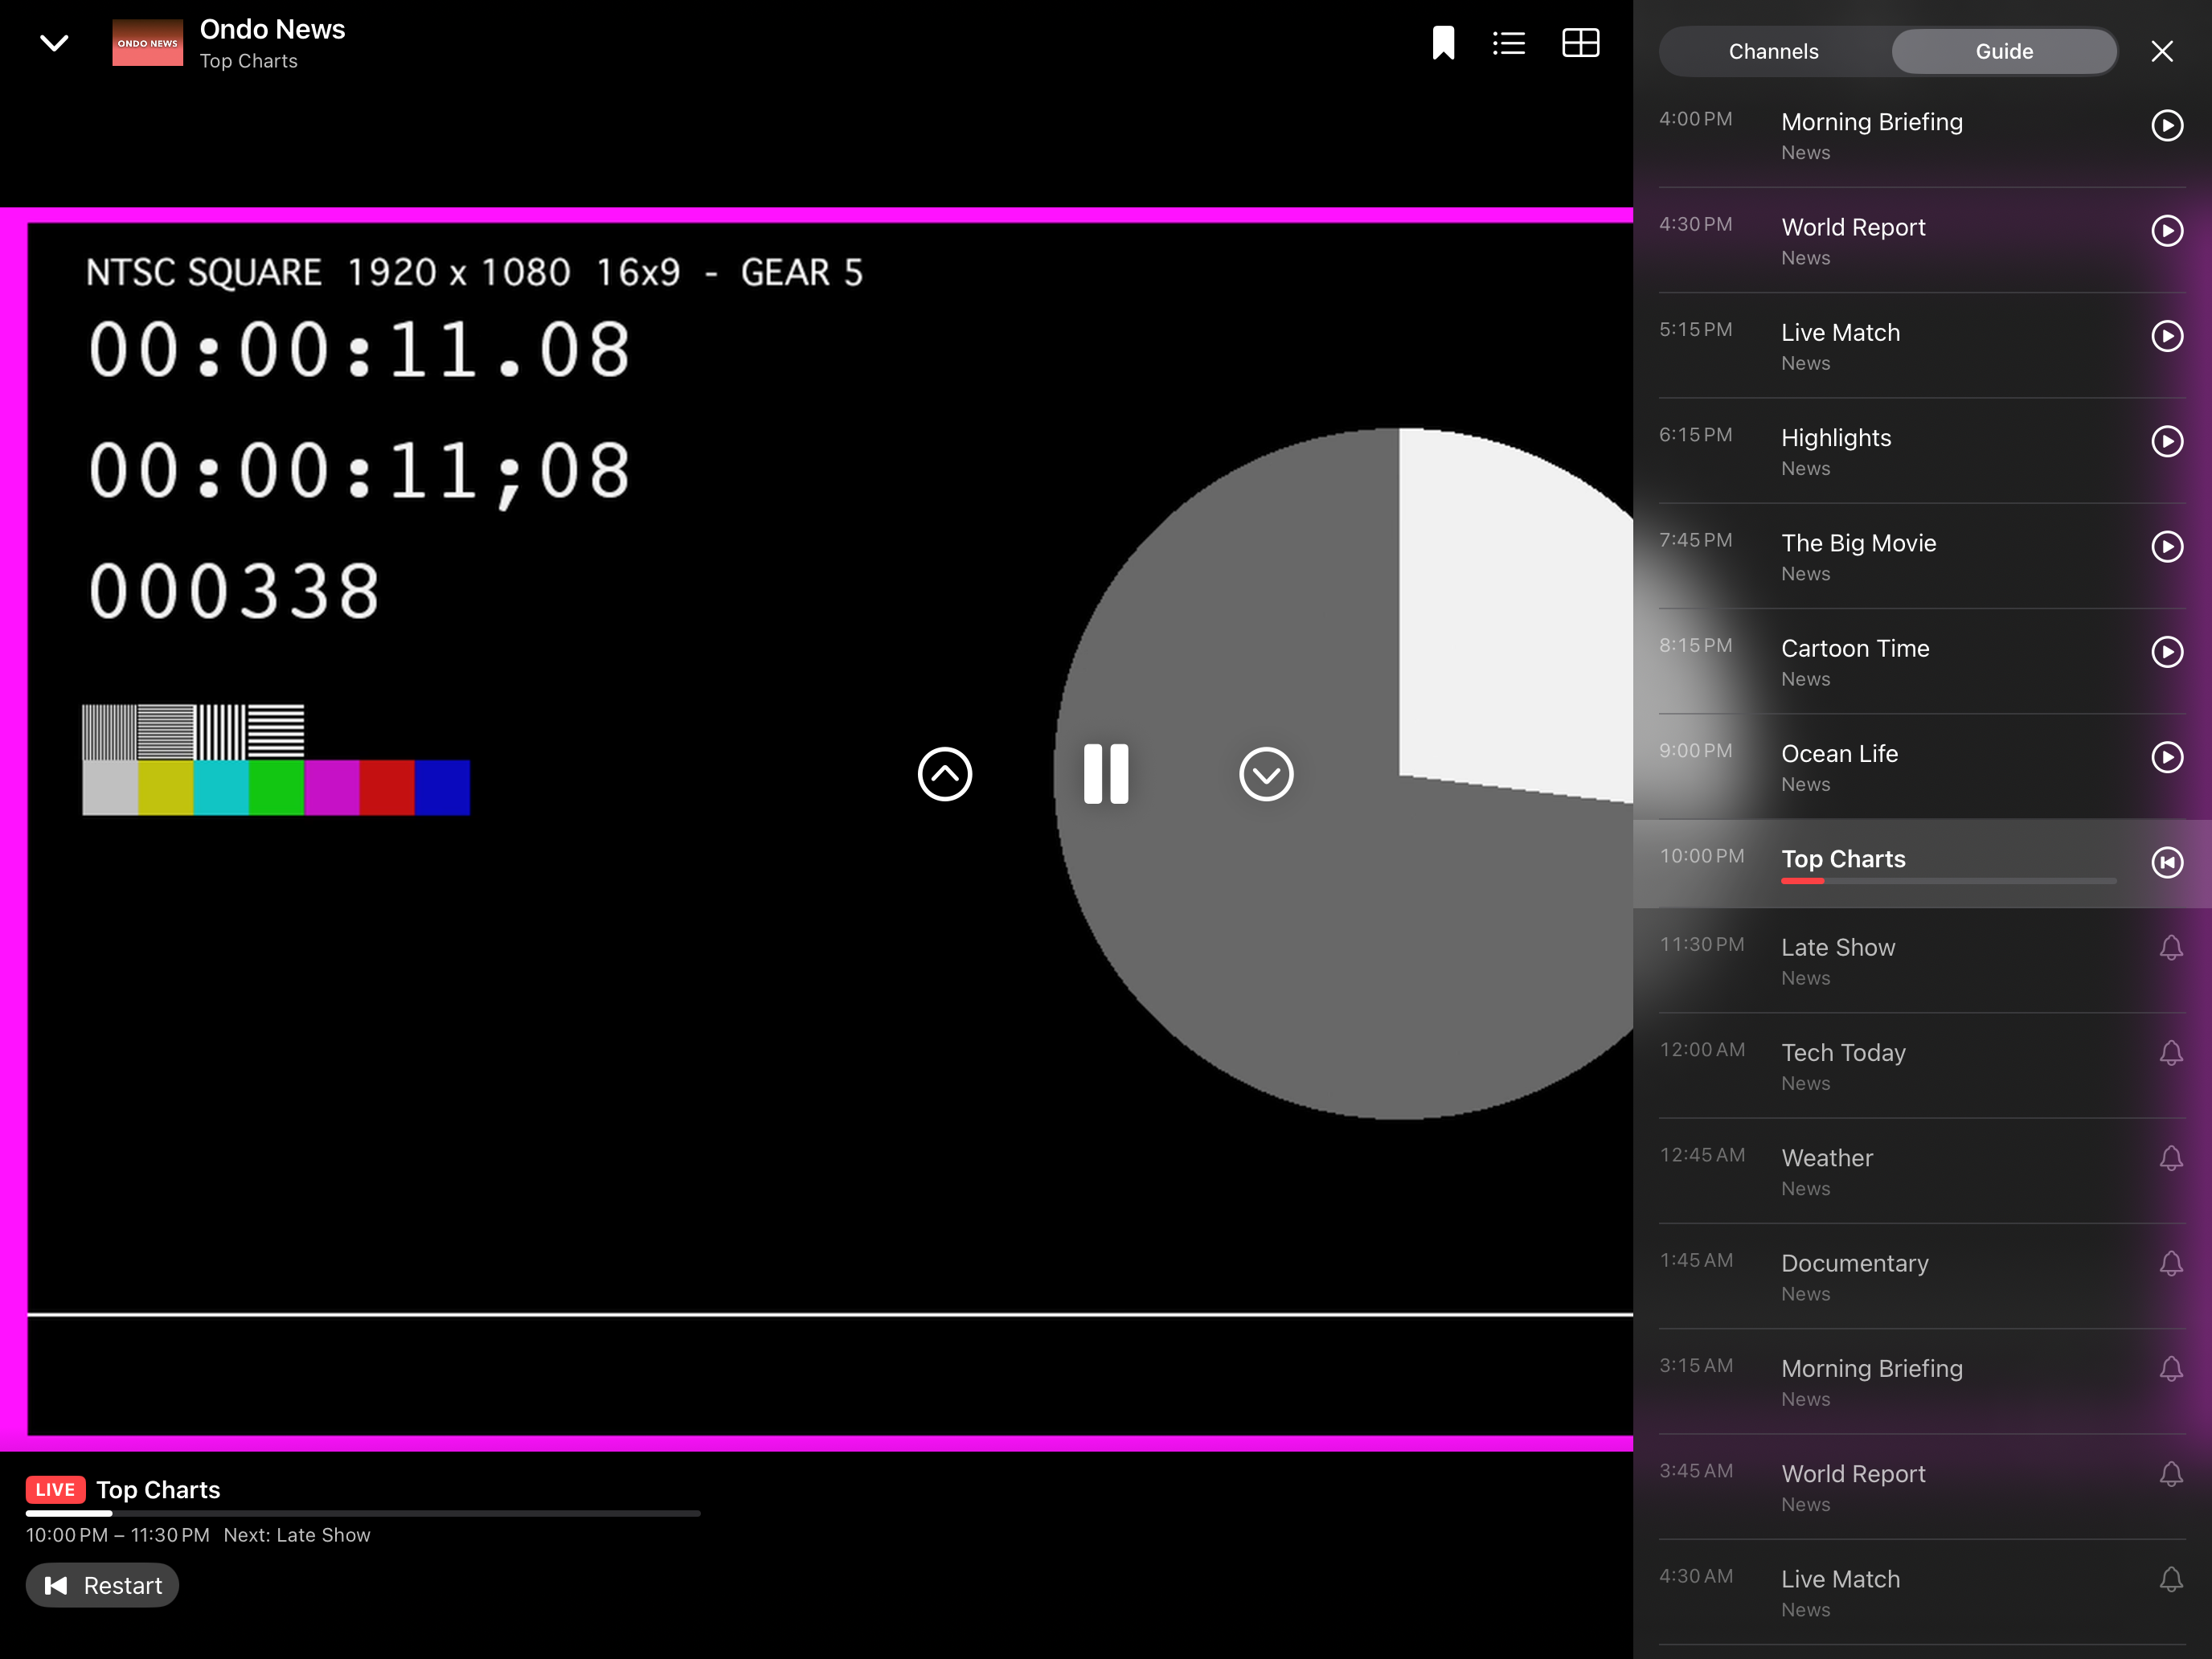 ONDO NEWS
Ondo News
Top Charts
NTSC SQUARE 1920 x 1080 16x9 - GEAR 5
00:00:11.08
00:00:11;08
000338
LIVE Top Charts
10:00 PM – 11:30 PM Next: Late Show
Restart
Channels Guide
4:00 PM Morning Briefing
News
4:30 PM World Report
News
5:15 PM Live Match
News
6:15 PM Highlights
News
7:45 PM The Big Movie
News
8:15 PM Cartoon Time
News
9:00 PM Ocean Life
News
10:00 PM Top Charts
11:30 PM Late Show
News
12:00 AM Tech Today
News
12:45 AM Weather
News
1:45 AM Documentary
News
3:15 AM Morning Briefing
News
3:45 AM World Report
News
4:30 AM Live Match
News